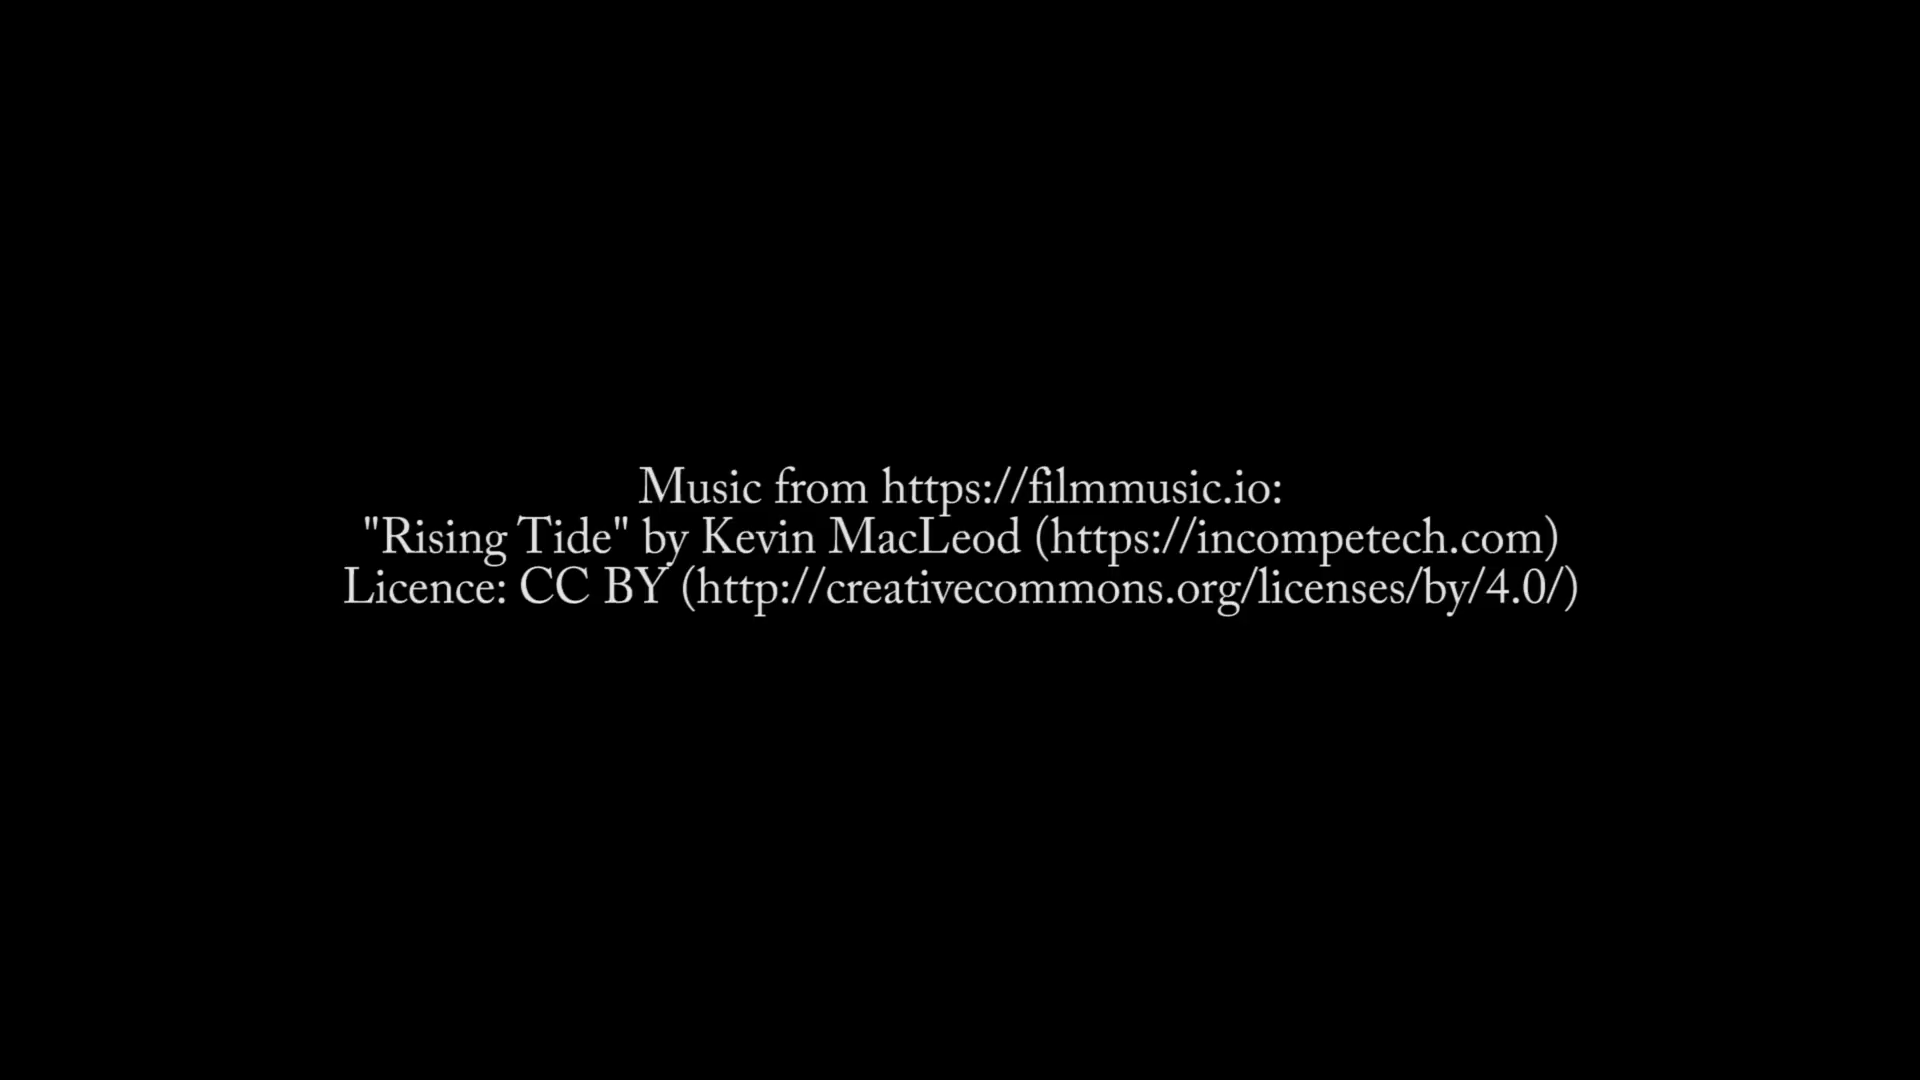 Music from https://filmmusic.io:
"Rising Tide" by Kevin MacLeod (https://incompetech.com)
Licence: CC BY (http://creativecommons.org/licenses/by/4.0/)